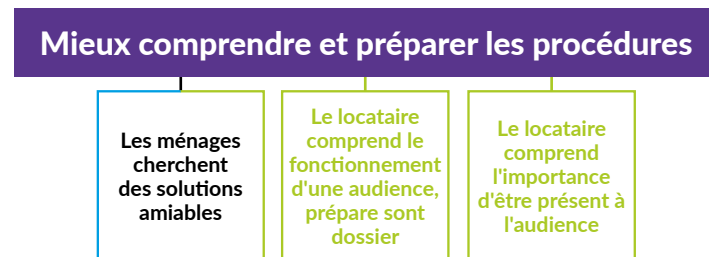 Mieux comprendre et préparer les procédures
Les ménages
cherchent
des solutions
amiables
Le locataire
comprend le
fonctionnement
d'une audience,
prépare sont
dossier
Le locataire
comprend
l'importance
d'être présent à
l'audience